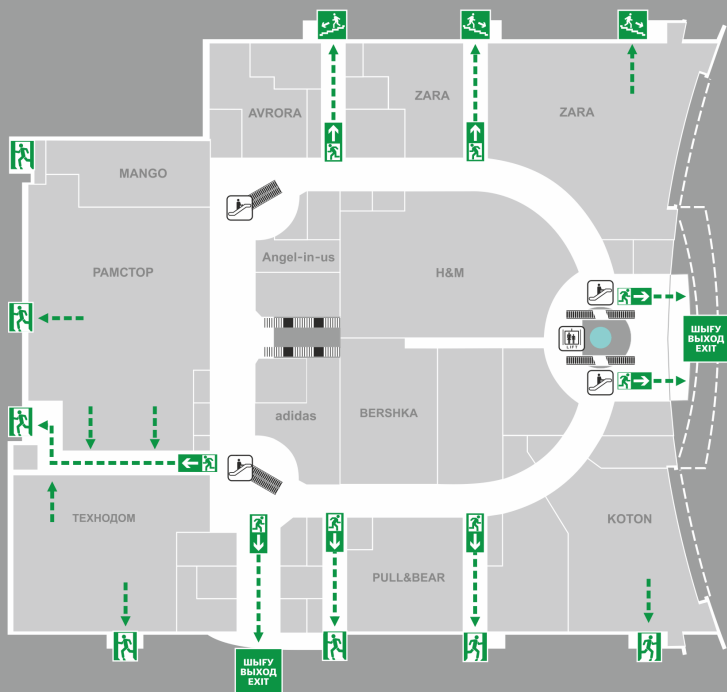 ZARA
AVRORA
ZARA
MANGO
Angel-in-us
РАМСТОР
H&M
ШЫҒУ
ВЫХОД
EXIT
LIFT
adidas
BERSHKA
ТЕХНОДОМ
KOTON
PULL&BEAR
ШЫҒУ
ВЫХОД
EXIT